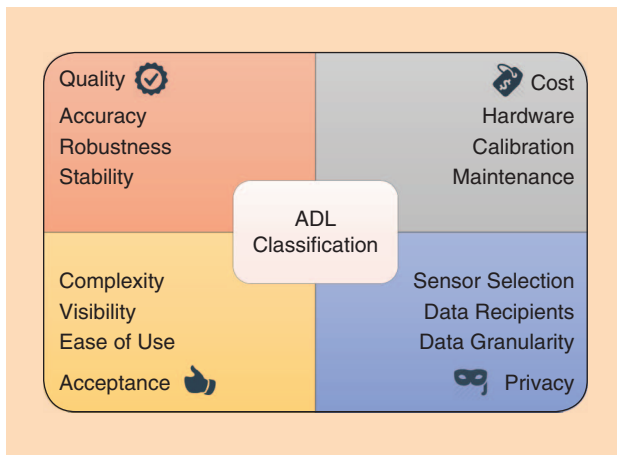 Quality
Accuracy
Robustness
Stability
Cost
Hardware
Calibration
Maintenance
ADL
Classification
Complexity
Visibility
Ease of Use
Acceptance
Sensor Selection
Data Recipients
Data Granularity
Privacy